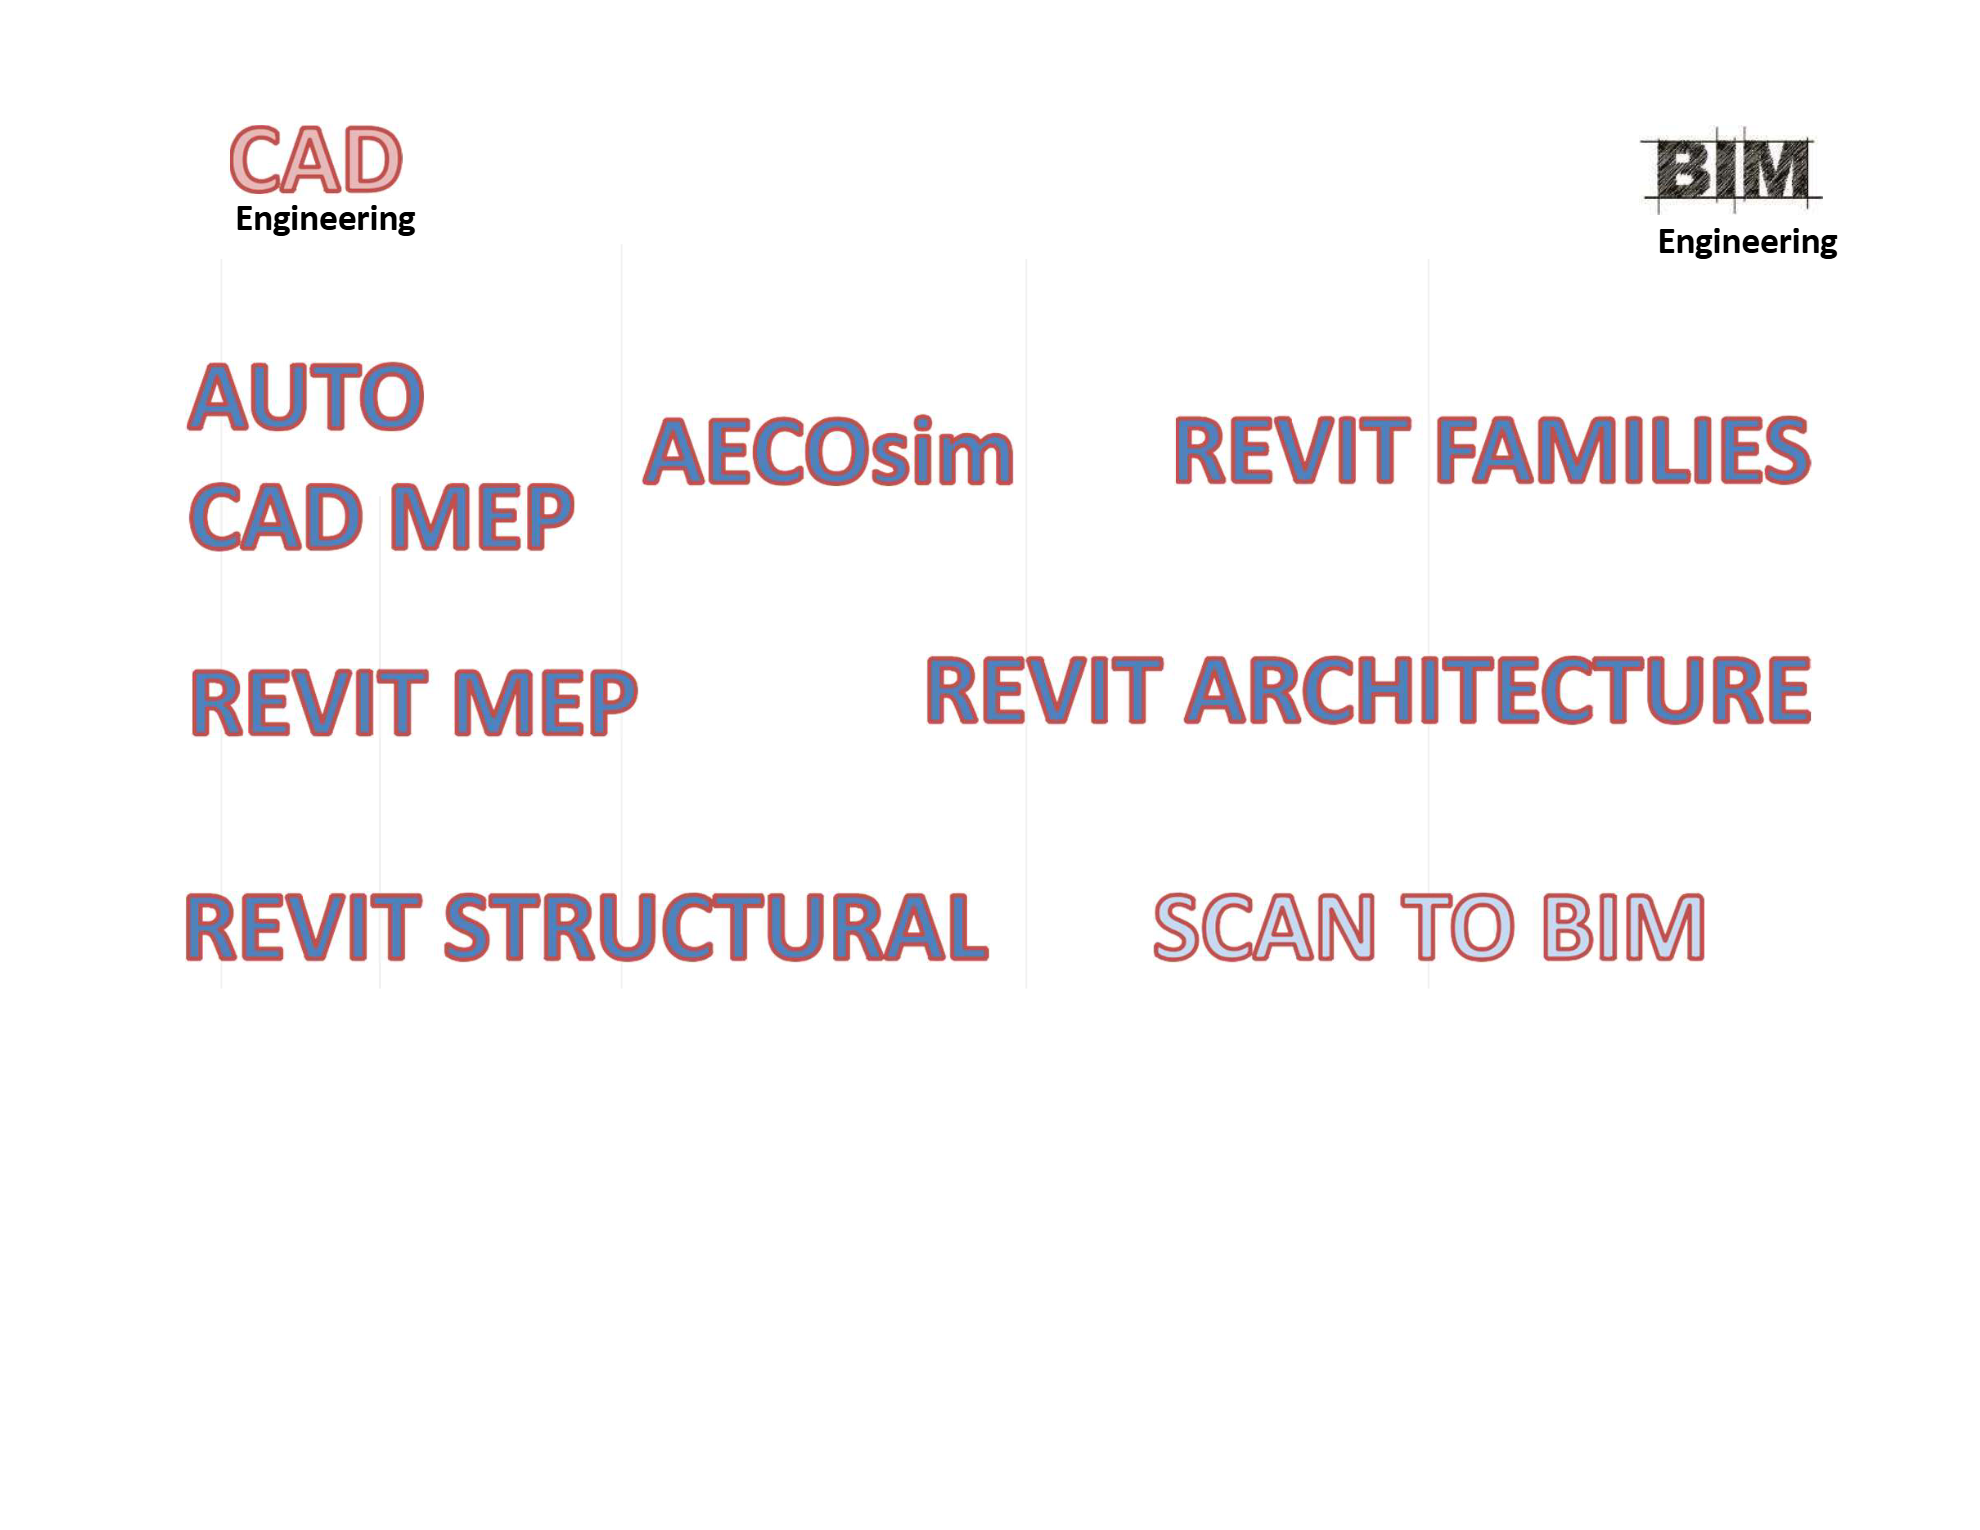 CAD
Engineering
BIM
Engineering
AUTO
CAD MEP
AECOsim
REVIT FAMILIES
REVIT MEP
REVIT ARCHITECTURE
REVIT STRUCTURAL
SCAN TO BIM